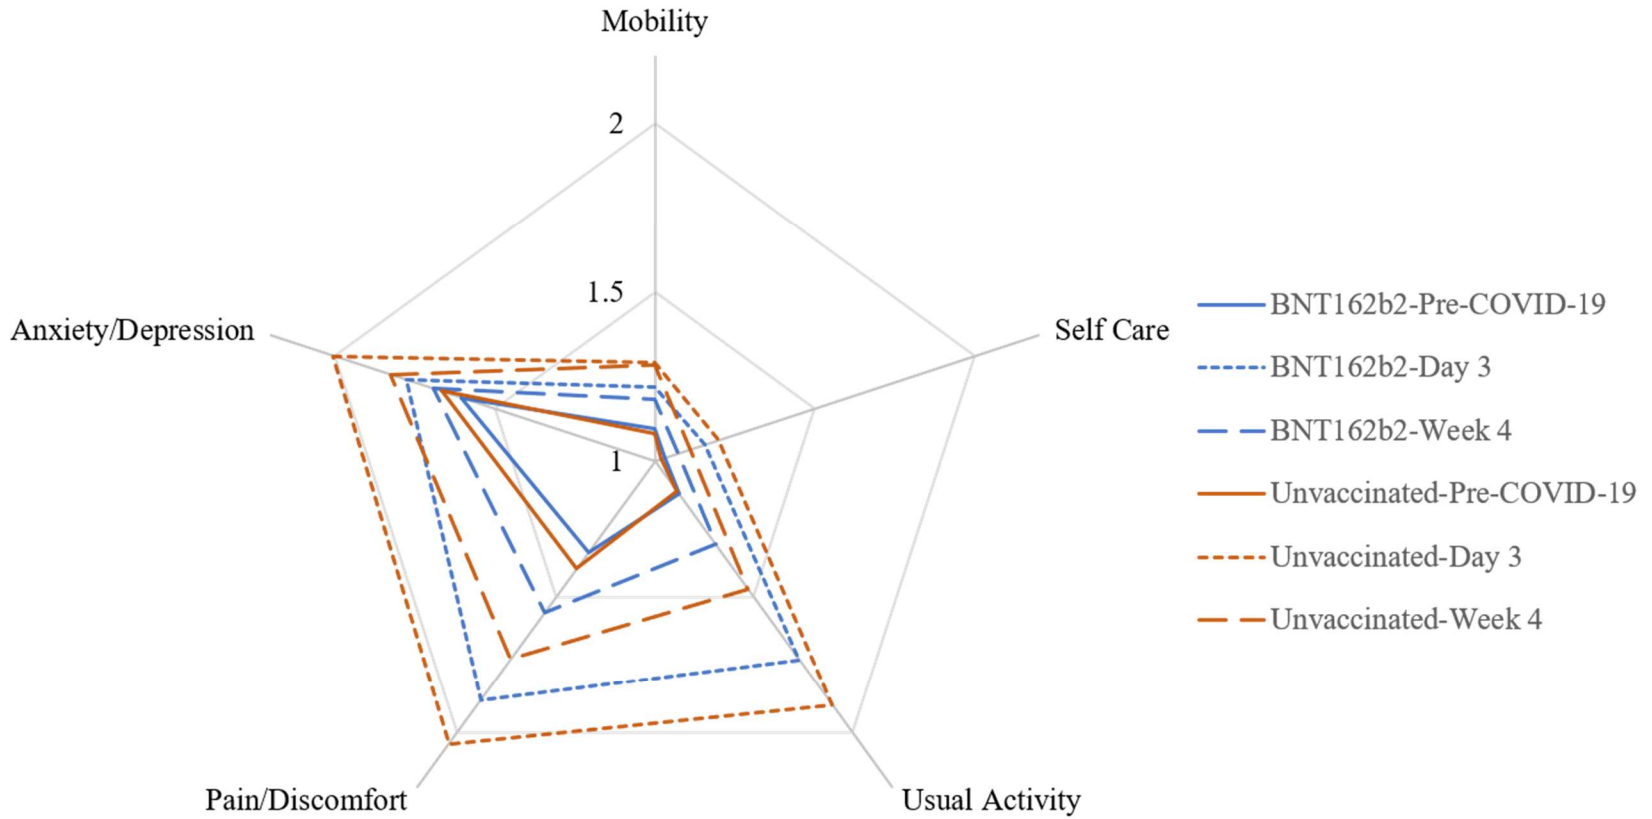 Mobility
2
1.5
1
Self Care
Anxiety/Depression
Pain/Discomfort
Usual Activity
BNT162b2-Pre-COVID-19
BNT162b2-Day 3
BNT162b2-Week 4
Unvaccinated-Pre-COVID-19
Unvaccinated-Day 3
Unvaccinated-Week 4